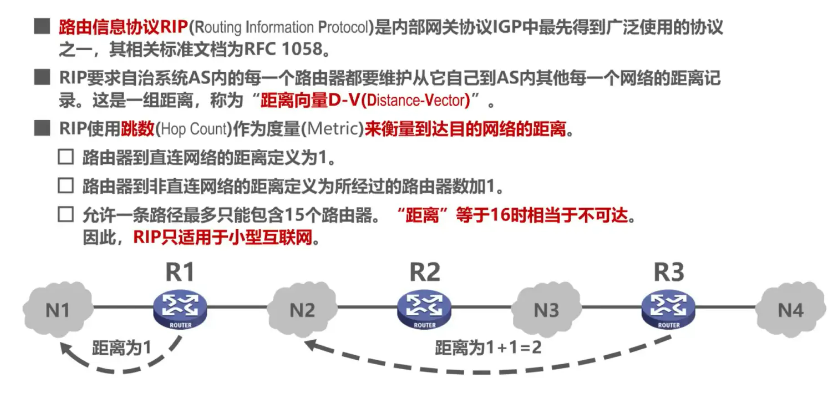 路由信息协议RIP(Routing Information Protocol)是内部网关协议IGP中最先得到广泛使用的协议
之一，其相关标准文档为RFC 1058。
RIP要求自治系统AS内的每一个路由器都要维护从它自己到AS内其他每一个网络的距离记
录。这是一组距离，称为“距离向量D-V(Distance-Vector)”。
RIP使用跳数(Hop Count)作为度量(Metric)来衡量到达目的网络的距离。
路由器到直连网络的距离定义为1。
路由器到非直连网络的距离定义为所经过的路由器数加1。
允许一条路径最多只能包含15个路由器。“距离”等于16时相当于不可达。
因此，RIP只适用于小型互联网。
R1 R2 R3
N1 N2 N3 N4
ROUTER ROUTER ROUTER
距离为1 距离为1+1=2